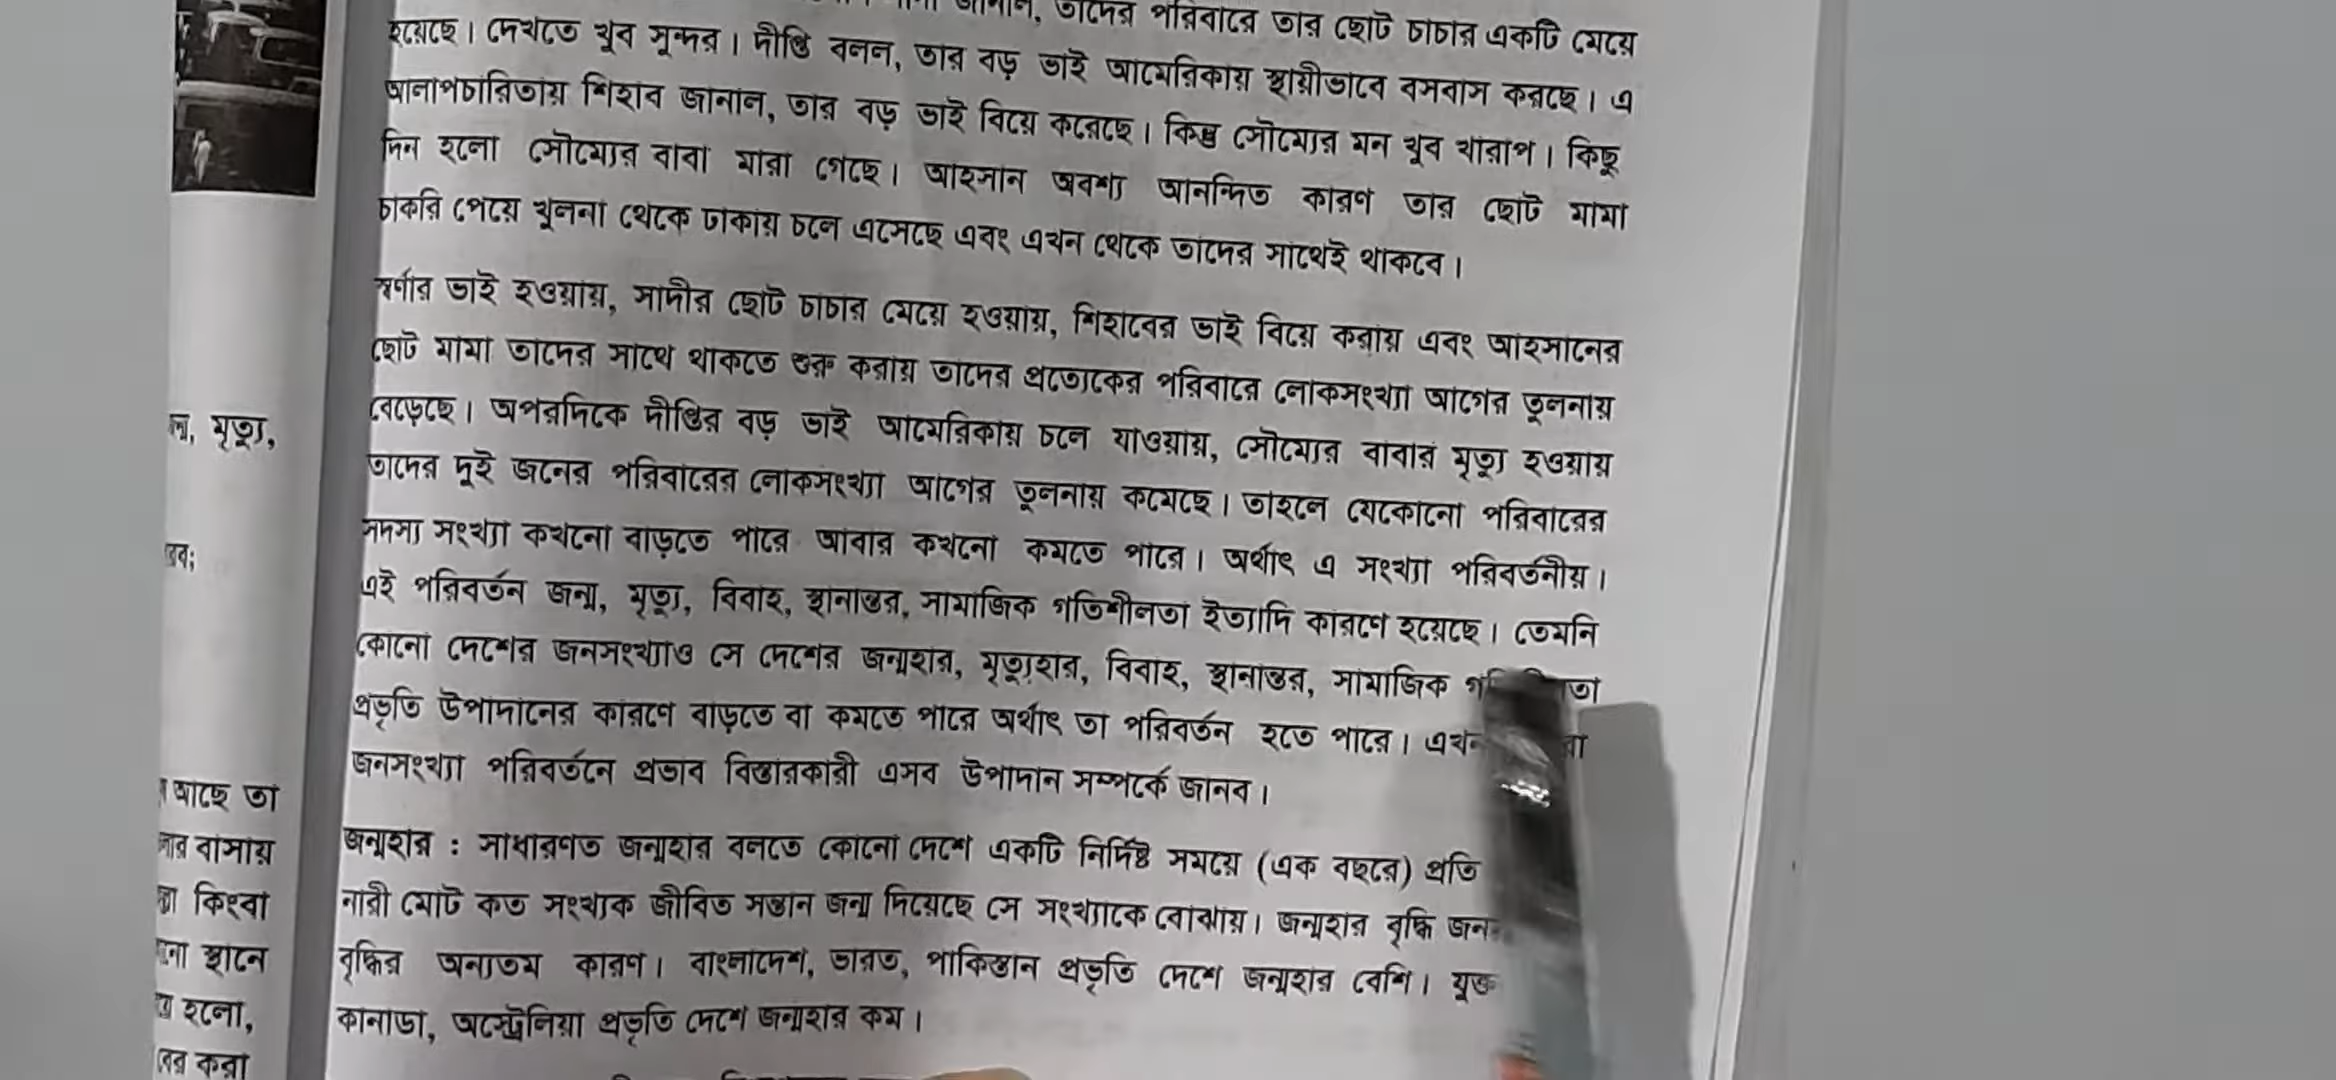 তাদের পরিবারে তার ছোট চাচার একটি মেয়ে
হয়েছে। দেখতে খুব সুন্দর। দীপ্তি বলল, তার বড় ভাই আমেরিকায় স্থায়ীভাবে বসবাস করছে। এ
আলাপচারিতায় শিহাব জানাল, তার বড় ভাই বিয়ে করেছে। কিন্তু সৌম্যের মন খুব খারাপ। কিছু
দিন হলো সৌম্যের বাবা মারা গেছে। আহসান অবশ্য আনন্দিত কারণ তার ছোট মামা
চাকরি পেয়ে খুলনা থেকে ঢাকায় চলে এসেছে এবং এখন থেকে তাদের সাথেই থাকবে।
স্বর্ণার ভাই হওয়ায়, সাদীর ছোট চাচার মেয়ে হওয়ায়, শিহাবের ভাই বিয়ে করায় এবং আহসানের
ছোট মামা তাদের সাথে থাকতে শুরু করায় তাদের প্রত্যেকের পরিবারে লোকসংখ্যা আগের তুলনায়
বেড়েছে। অপরদিকে দীপ্তির বড় ভাই আমেরিকায় চলে যাওয়ায়, সৌম্যের বাবার মৃত্যু হওয়ায়
তাদের দুই জনের পরিবারের লোকসংখ্যা আগের তুলনায় কমেছে। তাহলে যেকোনো পরিবারের
সদস্য সংখ্যা কখনো বাড়তে পারে আবার কখনো কমতে পারে। অর্থাৎ এ সংখ্যা পরিবর্তনীয়।
এই পরিবর্তন জন্ম, মৃত্যু, বিবাহ, স্থানান্তর, সামাজিক গতিশীলতা ইত্যাদি কারণে হয়েছে। তেমনি
কোনো দেশের জনসংখ্যাও সে দেশের জন্মহার, মৃত্যুহার, বিবাহ, স্থানান্তর, সামাজিক
প্রভৃতি উপাদানের কারণে বাড়তে বা কমতে পারে অর্থাৎ তা পরিবর্তন হতে পারে।
জনসংখ্যা পরিবর্তনে প্রভাব বিস্তারকারী এসব উপাদান সম্পর্কে জানব।
জন্মহার : সাধারণত জন্মহার বলতে কোনো দেশে একটি নির্দিষ্ট সময়ে (এক বছরে) প্রতি
নারী মোট কত সংখ্যক জীবিত সন্তান জন্ম দিয়েছে সে সংখ্যাকে বোঝায়। জন্মহার বৃদ্ধি
বৃদ্ধির অন্যতম কারণ। বাংলাদেশ, ভারত, পাকিস্তান প্রভৃতি দেশে জন্মহার বেশি।
কানাডা, অস্ট্রেলিয়া প্রভৃতি দেশে জন্মহার কম।
মৃত্যু,
আছে তা
বাসায়
কিংবা
স্থানে
হলো,
করা